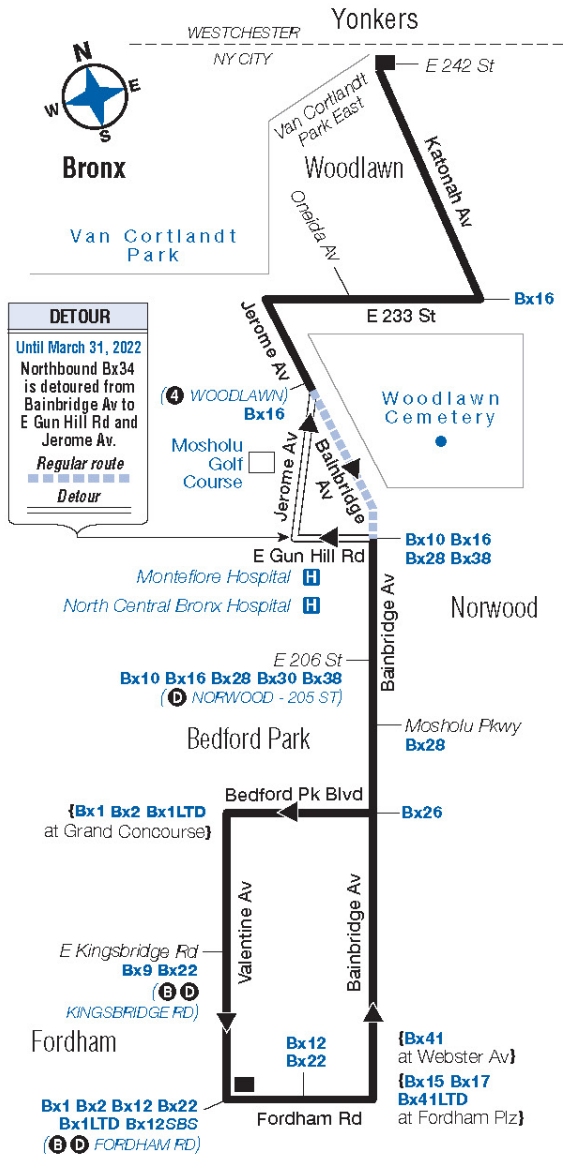 Yonkers
WESTCHESTER
NY CITY
N
W
E
S
Bronx
E 242 St
Van Cortlandt
Park East
Woodlawn
Katonah Av
Oneida Av
Van Cortlandt
Park
Bx16
E 233 St
DETOUR
Until March 31, 2022
Northbound Bx34
is detoured from
Bainbridge Av to
E Gun Hill Rd and
Jerome Av.
Regular route
Detour
Jerome Av
(4 WOODLAWN)
Bx16
Woodlawn
Cemetery
Mosholu
Golf
Course
Jerome Av
Bainbridge
Av
E Gun Hill Rd
Bx10 Bx16
Bx28 Bx38
Montefiore Hospital H
North Central Bronx Hospital H
Norwood
Bainbridge Av
E 206 St
Bx10 Bx16 Bx28 Bx30 Bx38
(D NORWOOD - 205 ST)
Mosholu Pkwy
Bx28
Bedford Park
Bedford Pk Blvd
{Bx1 Bx2 Bx1LTD
at Grand Concourse}
Bx26
Valentine Av
Bainbridge Av
E Kingsbridge Rd
Bx9 Bx22
(B D
KINGSBRIDGE RD)
Fordham
Bx12
Bx22
{Bx41
at Webster Av}
{Bx15 Bx17
Bx41LTD
at Fordham Plz}
Bx1 Bx2 Bx12 Bx22
Bx1LTD Bx12SBS
(B D FORDHAM RD)
Fordham Rd